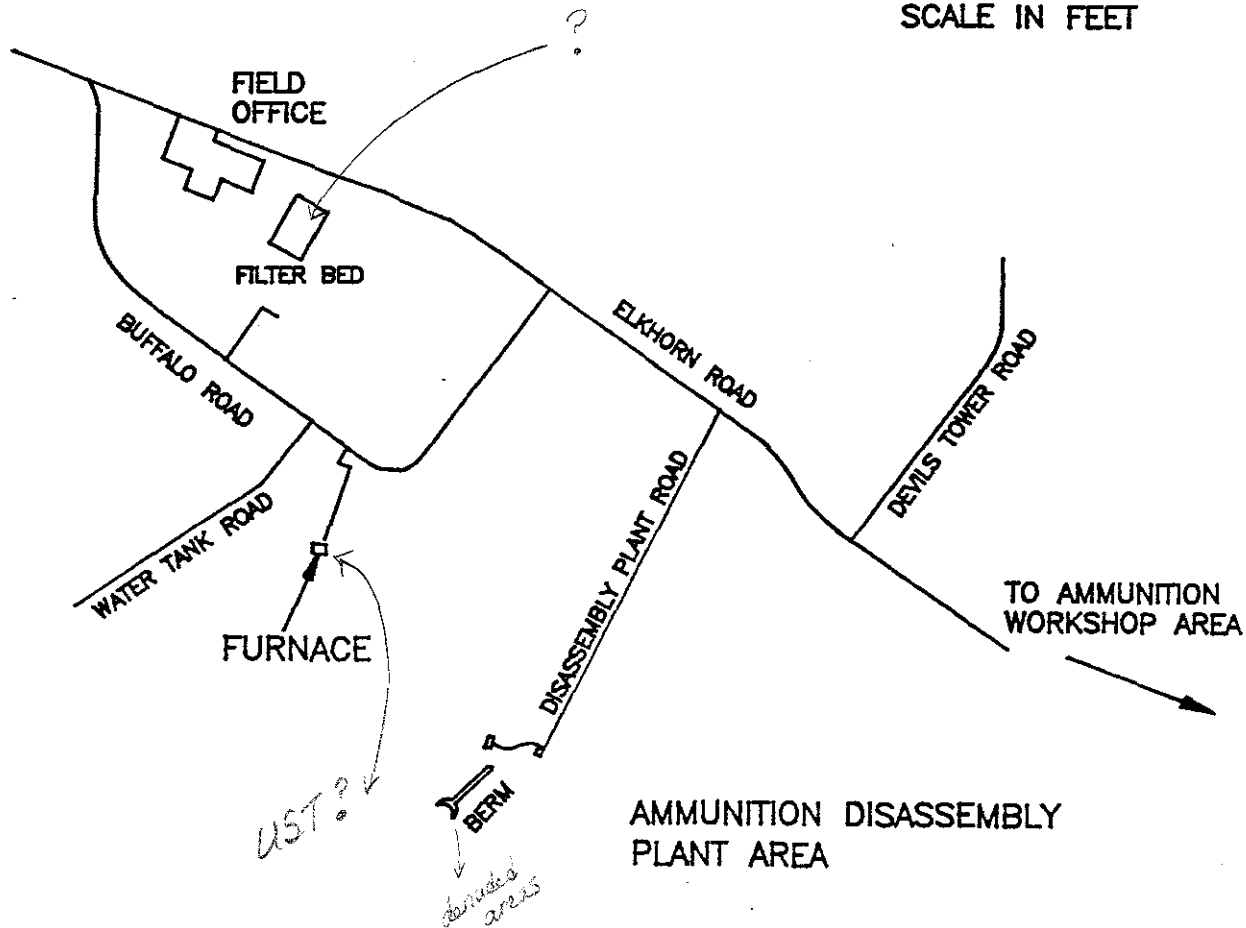 SCALE IN FEET
?
FIELD
OFFICE
FILTER BED
BUFFALO ROAD
ELKHORN ROAD
DEVILS TOWER ROAD
WATER TANK ROAD
DISASSEMBLY PLANT ROAD
FURNACE
TO AMMUNITION
WORKSHOP AREA
UST?
BERM
AMMUNITION DISASSEMBLY
PLANT AREA
denuded
areas